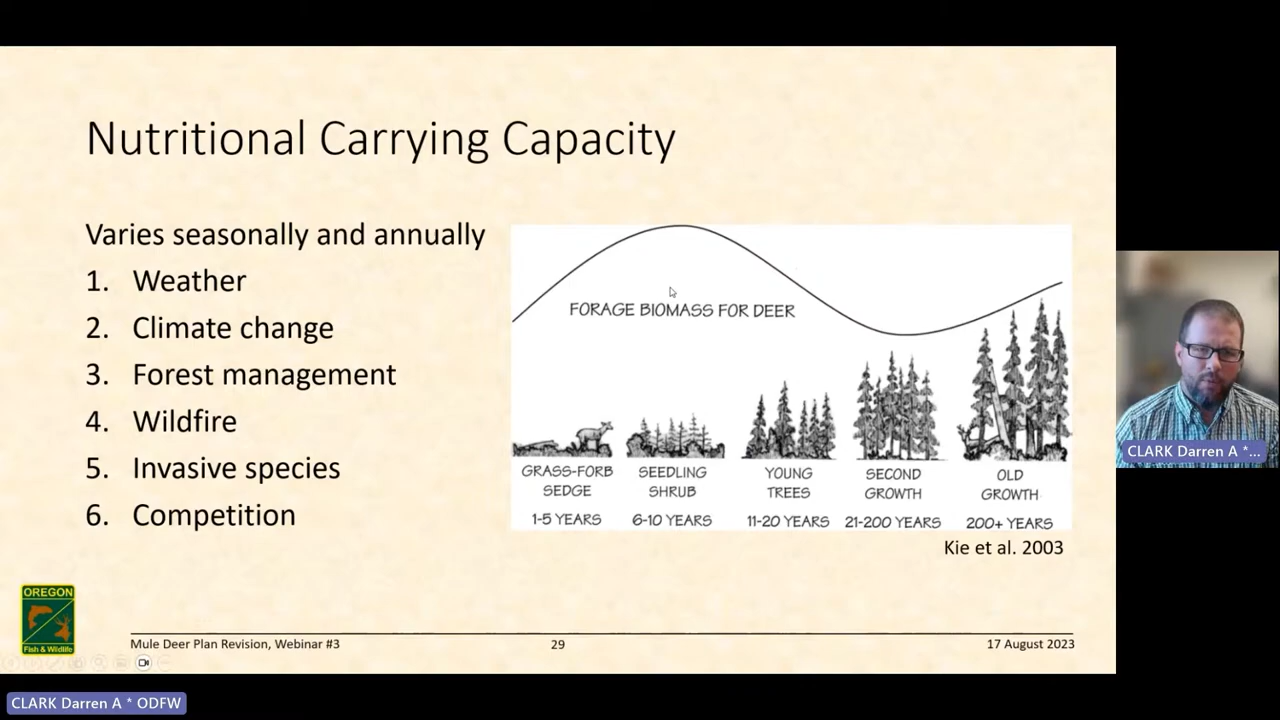 Nutritional Carrying Capacity
Varies seasonally and annually
1. Weather
2. Climate change
3. Forest management
4. Wildfire
5. Invasive species
6. Competition
FORAGE BIOMASS FOR DEER
GRASS-FORB SEDGE
1-5 YEARS
SEEDLING SHRUB
6-10 YEARS
YOUNG TREES
11-20 YEARS
SECOND GROWTH
21-200 YEARS
OLD GROWTH
200+ YEARS
Kie et al. 2003
OREGON
Fish & Wildlife
Mule Deer Plan Revision, Webinar #3
29
17 August 2023
CLARK Darren A *...
CLARK Darren A * ODFW